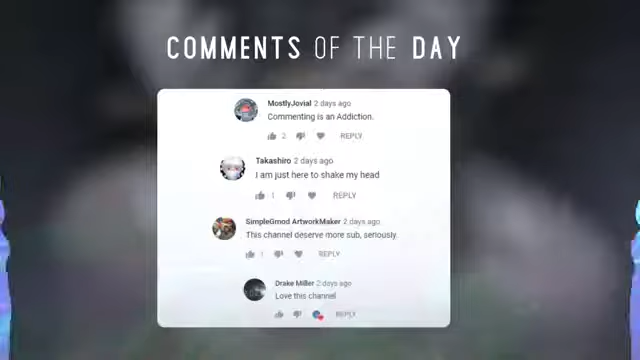 COMMENTS OF THE DAY
MostlyJovial 2 days ago
Commenting is an Addiction.
2 REPLY
Takashiro 2 days ago
I am just here to shake my head
1 REPLY
SimpleGmod ArtworkMaker 2 days ago
This channel deserve more sub, seriously.
1 REPLY
Drake Miller 2 days ago
Love this channel
REPLY